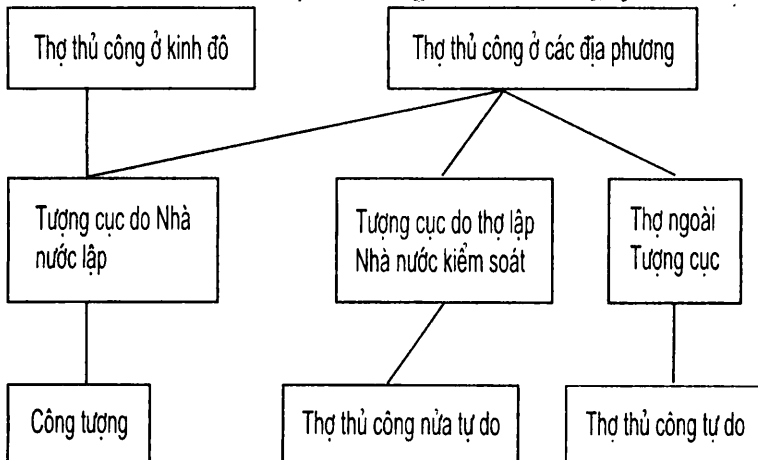 Thợ thủ công ở kinh đô
Thợ thủ công ở các địa phương
Tượng cục do Nhà
nước lập
Tượng cục do thợ lập
Nhà nước kiểm soát
Thợ ngoài
Tượng cục
Công tượng
Thợ thủ công nửa tự do
Thợ thủ công tự do